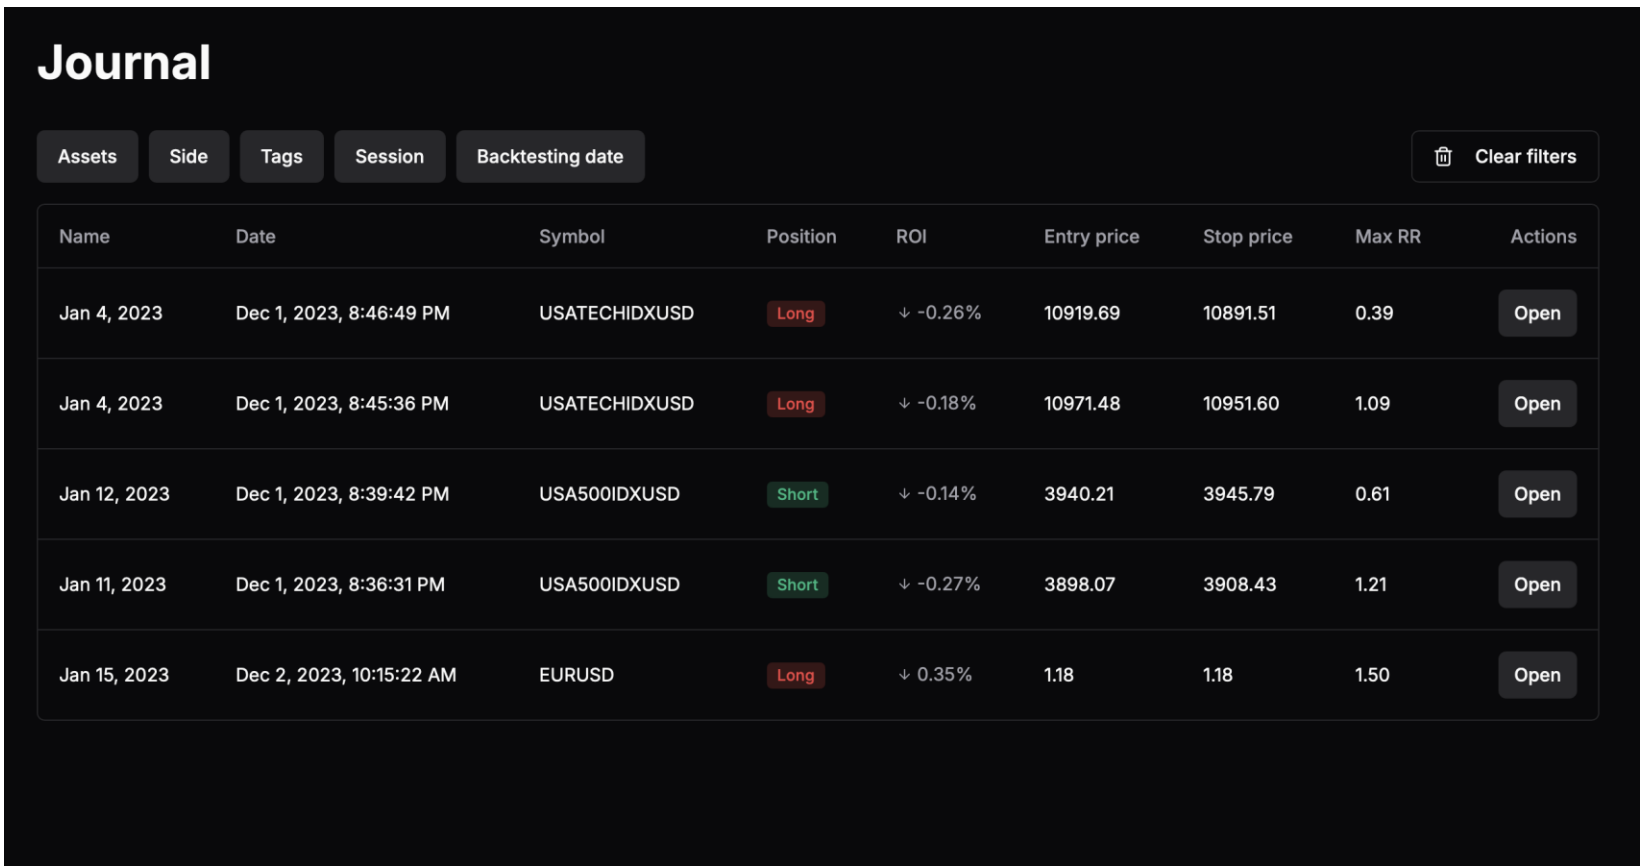 Journal
Assets Side Tags Session Backtesting date Clear filters
Name Date Symbol Position ROI Entry price Stop price Max RR Actions
Jan 4, 2023 Dec 1, 2023, 8:46:49 PM USATECHIDXUSD Long ↓ -0.26% 10919.69 10891.51 0.39 Open
Jan 4, 2023 Dec 1, 2023, 8:45:36 PM USATECHIDXUSD Long ↓ -0.18% 10971.48 10951.60 1.09 Open
Jan 12, 2023 Dec 1, 2023, 8:39:42 PM USA500IDXUSD Short ↓ -0.14% 3940.21 3945.79 0.61 Open
Jan 11, 2023 Dec 1, 2023, 8:36:31 PM USA500IDXUSD Short ↓ -0.27% 3898.07 3908.43 1.21 Open
Jan 15, 2023 Dec 2, 2023, 10:15:22 AM EURUSD Long ↓ 0.35% 1.18 1.18 1.50 Open